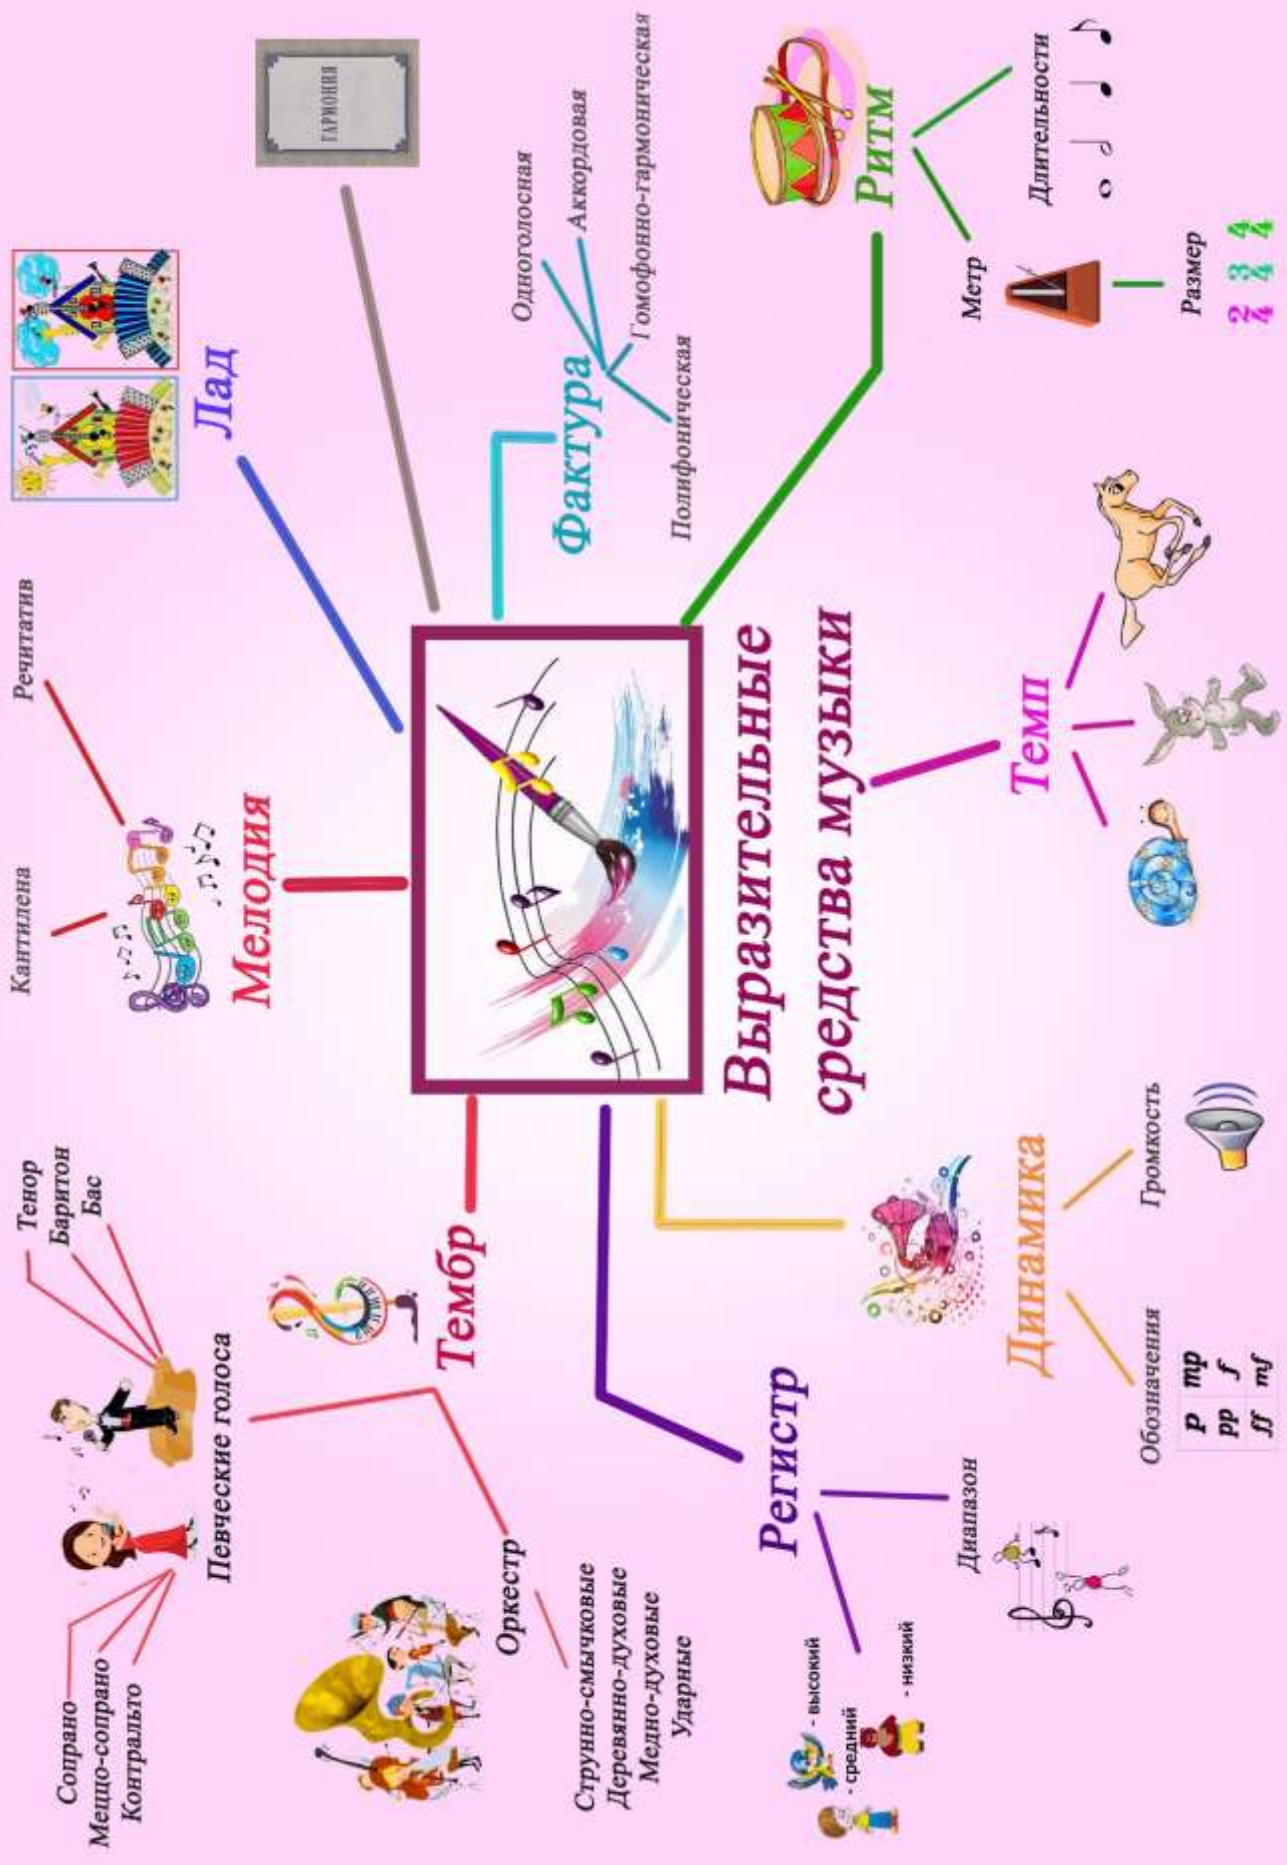 Выразительные
средства музыки
Мелодия
Кантилена
Речитатив
Лад
ГАРМОНИЯ
Фактура
Одноголосная
Аккордовая
Гомофонно-гармоническая
Полифоническая
Ритм
Метр
Размер
2 3 4
4 4 4
Длительности
Темп
Динамика
Обозначения
p mp
pp f
ff mf
Громкость
Регистр
- высокий
- средний
- низкий
Диапазон
Тембр
Певческие голоса
Сопрано
Меццо-сопрано
Контральто
Тенор
Баритон
Бас
Оркестр
Струнно-смычковые
Деревянно-духовые
Медно-духовые
Ударные